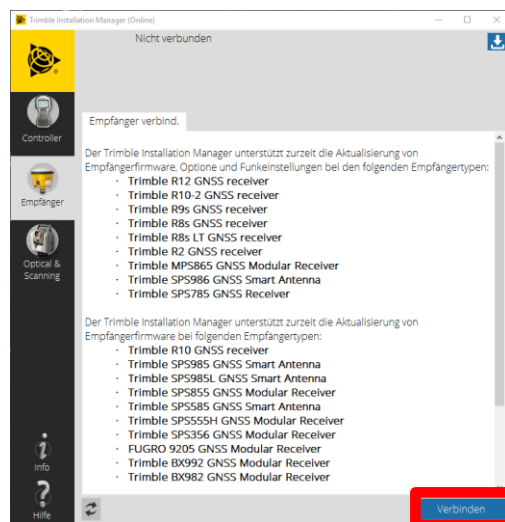 Trimble Installation Manager (Online)
Nicht verbunden
Controller
Empfänger
Optical &
Scanning
Info
Hilfe
Empfänger verbind.
Der Trimble Installation Manager unterstützt zurzeit die Aktualisierung von
Empfängerfirmware, Optione und Funkeinstellungen bei den folgenden Empfängertypen:
· Trimble R12 GNSS receiver
· Trimble R10-2 GNSS receiver
· Trimble R9s GNSS receiver
· Trimble R8s GNSS receiver
· Trimble R8s LT GNSS receiver
· Trimble R2 GNSS receiver
· Trimble MPS865 GNSS Modular Receiver
· Trimble SPS986 GNSS Smart Antenna
· Trimble SPS785 GNSS Receiver
Der Trimble Installation Manager unterstützt zurzeit die Aktualisierung von
Empfängerfirmware bei folgenden Empfängertypen:
· Trimble R10 GNSS receiver
· Trimble SPS985 GNSS Smart Antenna
· Trimble SPS985L GNSS Smart Antenna
· Trimble SPS855 GNSS Modular Receiver
· Trimble SPS585 GNSS Smart Antenna
· Trimble SPS555H GNSS Modular Receiver
· Trimble SPS356 GNSS Modular Receiver
· FUGRO 9205 GNSS Modular Receiver
· Trimble BX992 GNSS Modular Receiver
· Trimble BX982 GNSS Modular Receiver
Verbinden